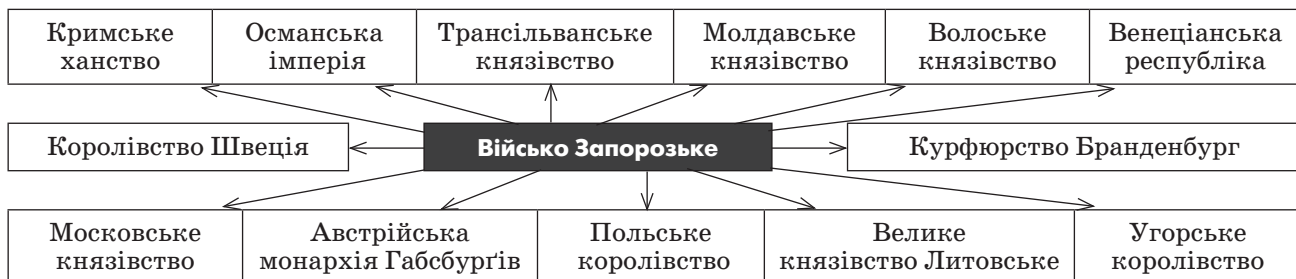 Кримське ханство
Османська імперія
Трансільванське князівство
Молдавське князівство
Волоське князівство
Венеціанська республіка
Королівство Швеція
Військо Запорозьке
Курфюрство Бранденбург
Московське князівство
Австрійська монархія Габсбурґів
Польське королівство
Велике князівство Литовське
Угорське королівство